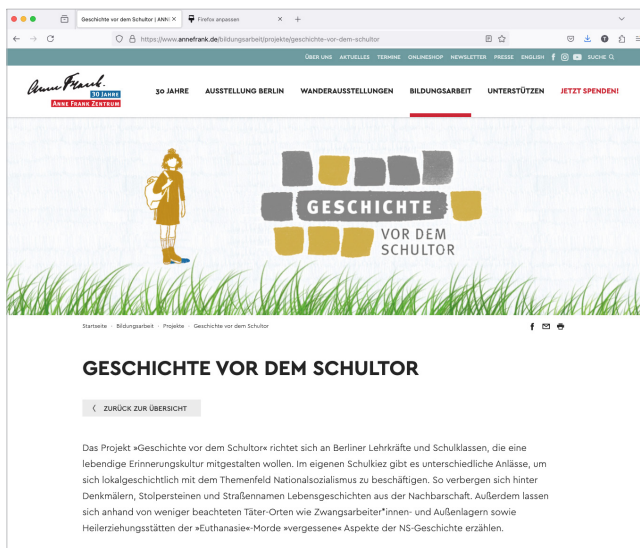 Geschichte vor dem Schultor | ANN
Firefox anpassen
https://www.annefrank.de/bildungsarbeit/projekte/geschichte-vor-dem-schultor
ÜBER UNS AKTUELLES TERMINE ONLINESHOP NEWSLETTER PRESSE ENGLISH SUCHE
Anne Frank.
30 JAHRE
ANNE FRANK ZENTRUM
30 JAHRE AUSSTELLUNG BERLIN WANDERAUSSTELLUNGEN BILDUNGSARBEIT UNTERSTÜTZEN JETZT SPENDEN!
GESCHICHTE
VOR DEM
SCHULTOR
Startseite · Bildungsarbeit · Projekte · Geschichte vor dem Schultor
GESCHICHTE VOR DEM SCHULTOR
ZURÜCK ZUR ÜBERSICHT
Das Projekt »Geschichte vor dem Schultor« richtet sich an Berliner Lehrkräfte und Schulklassen, die eine
lebendige Erinnerungskultur mitgestalten wollen. Im eigenen Schulkiez gibt es unterschiedliche Anlässe, um
sich lokalgeschichtlich mit dem Themenfeld Nationalsozialismus zu beschäftigen. So verbergen sich hinter
Denkmälern, Stolpersteinen und Straßennamen Lebensgeschichten aus der Nachbarschaft. Außerdem lassen
sich anhand von weniger beachteten Täter-Orten wie Zwangsarbeiter*innen- und Außenlagern sowie
Heilerziehungsstätten der »Euthanasie«-Morde »vergessene« Aspekte der NS-Geschichte erzählen.